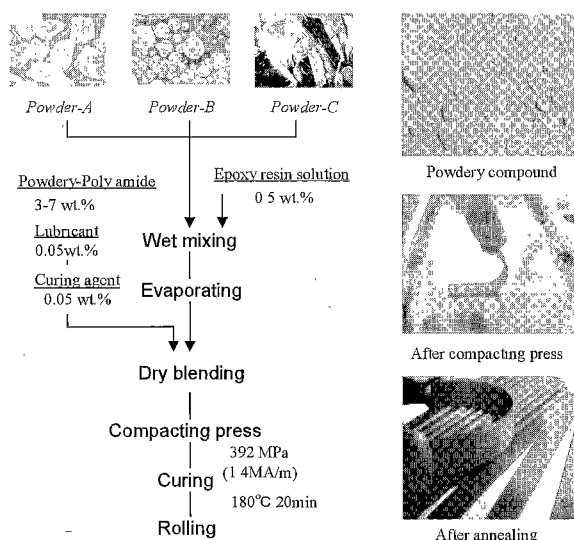 Powder-A Powder-B Powder-C
Powdery-Poly amide
3-7 wt.%
Lubricant
0.05wt.%
Curing agent
0.05 wt.%
Epoxy resin solution
0 5 wt.%
Wet mixing
Evaporating
Dry blending
Compacting press
392 MPa
(1 4MA/m)
Curing
180°C 20min
Rolling
Powdery compound
After compacting press
After annealing